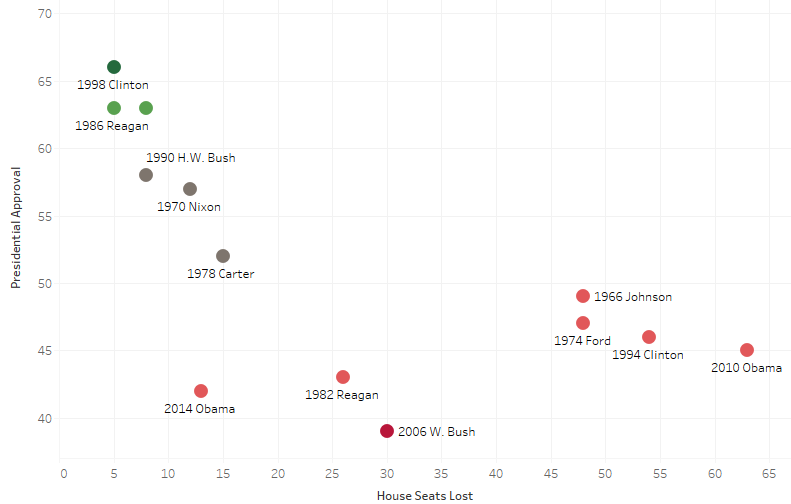 70
65
60
55
50
45
40
Presidential Approval
1998 Clinton
1986 Reagan
1990 H.W. Bush
1970 Nixon
1978 Carter
1966 Johnson
1974 Ford
1994 Clinton
2010 Obama
1982 Reagan
2014 Obama
2006 W. Bush
0 5 10 15 20 25 30 35 40 45 50 55 60 65
House Seats Lost